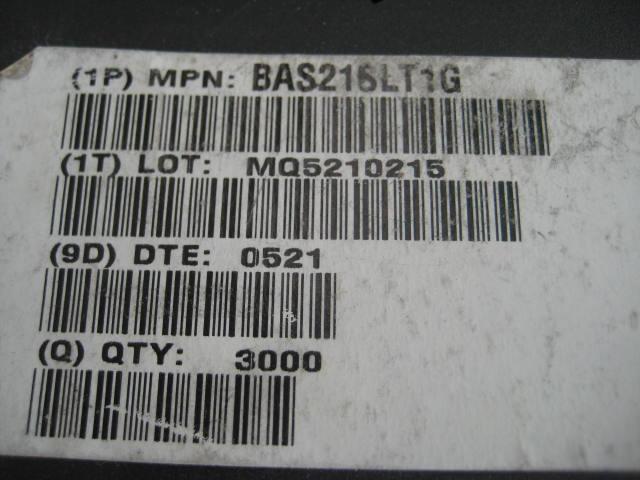 (1P) MPN: BAS216LT1G
(1T) LOT: MQ5210215
(9D) DTE: 0521
(Q) QTY: 3000